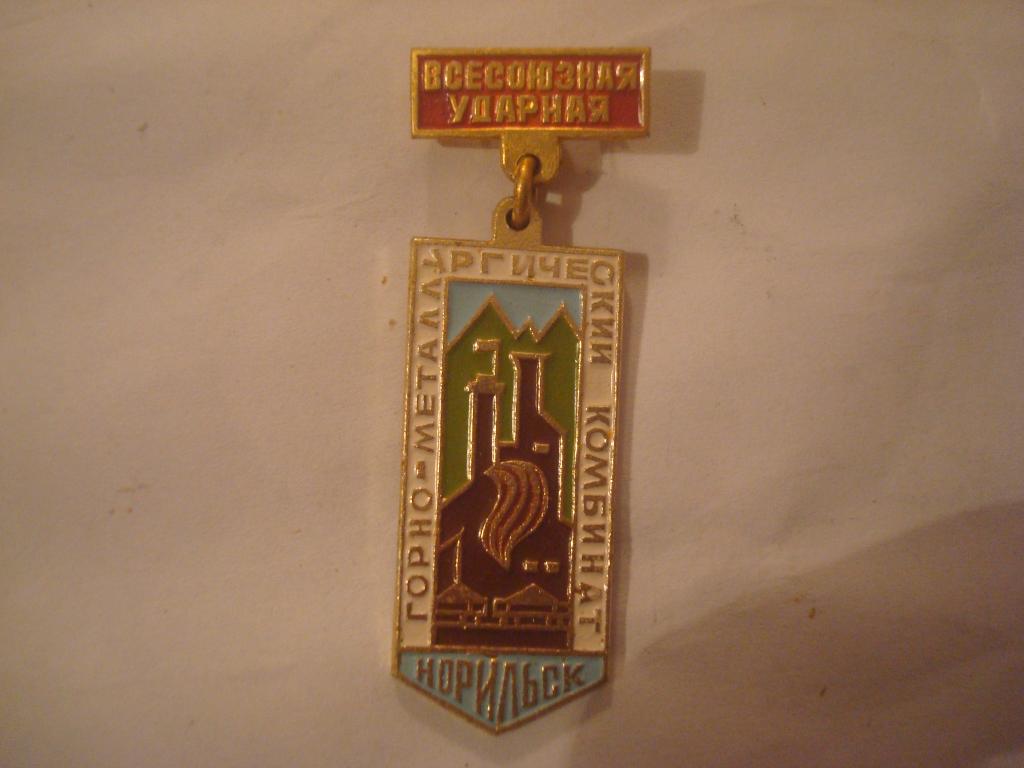 ВСЕСОЮЗНАЯ
УДАРНАЯ
ГОРНО-МЕТАЛЛУРГИЧЕСКИЙ КОМБИНАТ
НОРИЛЬСК